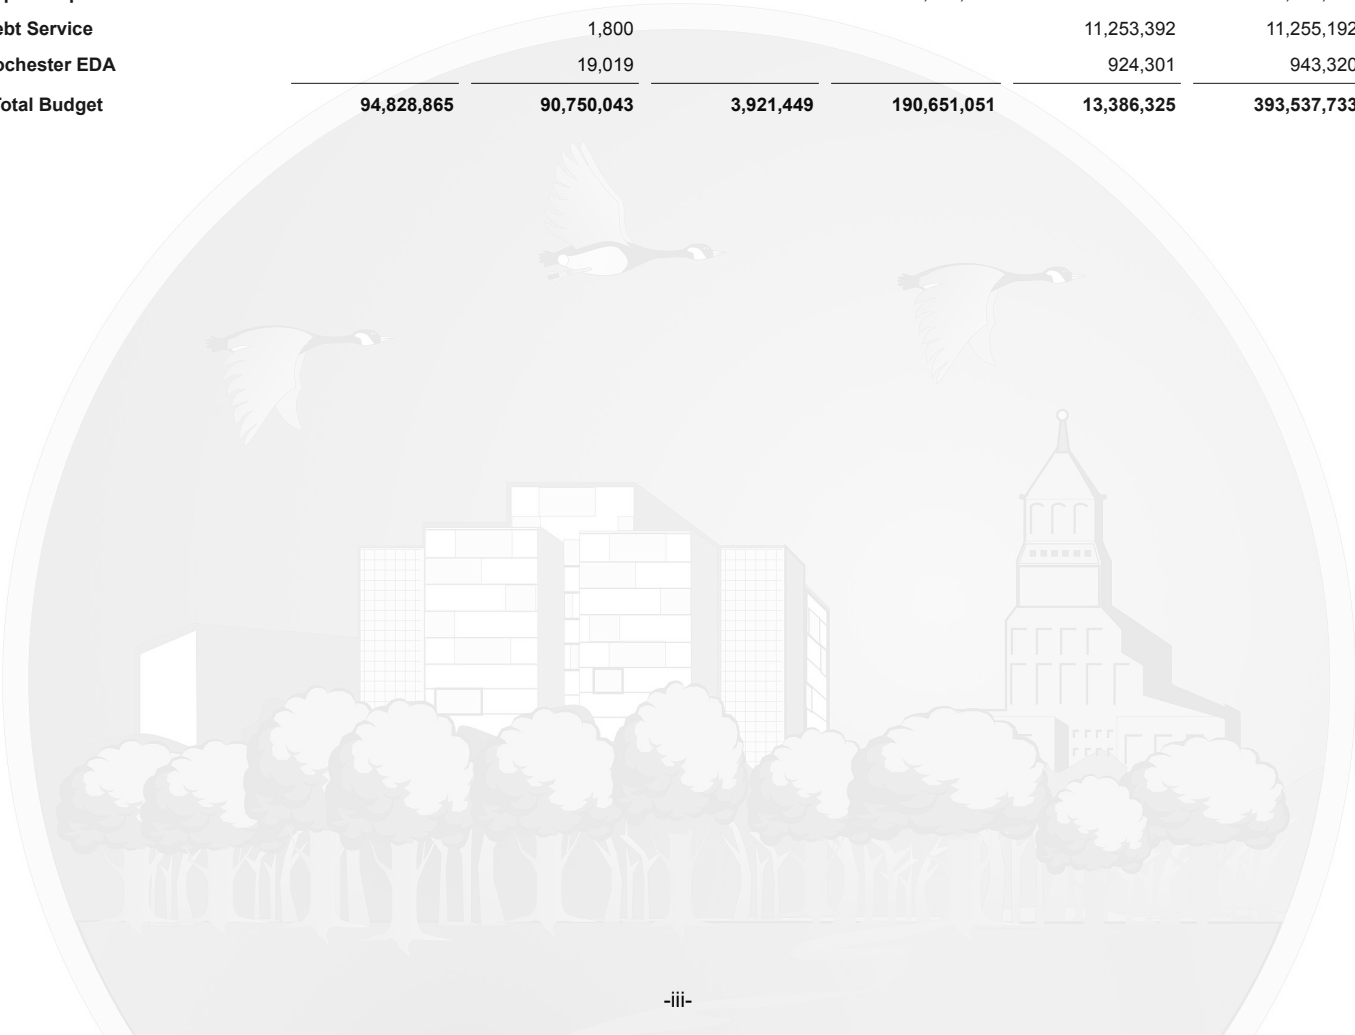 ebt Service 1,800 11,253,392 11,255,192
ochester EDA 19,019 924,301 943,320
Total Budget 94,828,865 90,750,043 3,921,449 190,651,051 13,386,325 393,537,733
-iii-